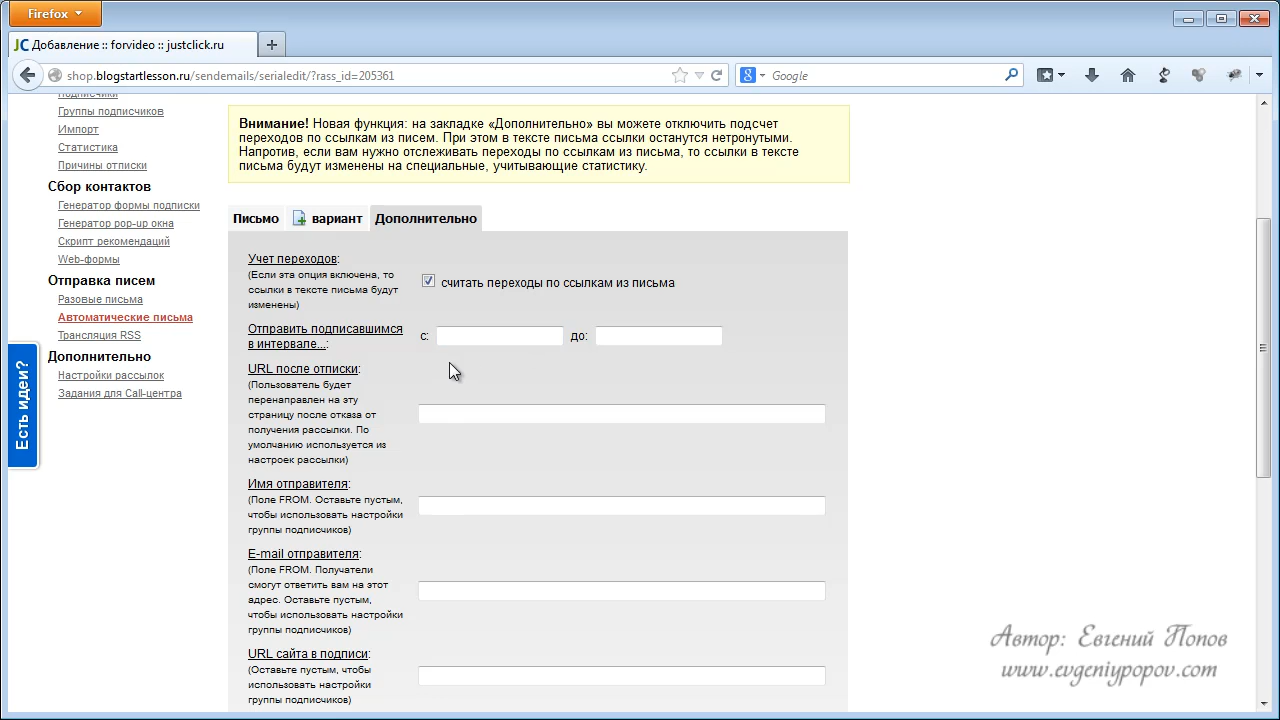 Firefox
JC Добавление :: forvideo :: justclick.ru
shop.blogstartlesson.ru/sendemails/serialedit/?rass_id=205361
Google
Подписчики
Группы подписчиков
Импорт
Статистика
Причины отписки
Сбор контактов
Генератор формы подписки
Генератор pop-up окна
Скрипт рекомендаций
Web-формы
Отправка писем
Разовые письма
Автоматические письма
Трансляция RSS
Дополнительно
Настройки рассылок
Задания для Call-центра
Есть идеи?
Внимание! Новая функция: на закладке «Дополнительно» вы можете отключить подсчет
переходов по ссылкам из писем. При этом в тексте письма ссылки останутся нетронутыми.
Напротив, если вам нужно отслеживать переходы по ссылкам из письма, то ссылки в тексте
письма будут изменены на специальные, учитывающие статистику.
Письмо вариант Дополнительно
Учет переходов:
(Если эта опция включена, то
ссылки в тексте письма будут
изменены)
считать переходы по ссылкам из письма
Отправить подписавшимся
в интервале...:
с: до:
URL после отписки:
(Пользователь будет
перенаправлен на эту
страницу после отказа от
получения рассылки. По
умолчанию используется из
настроек рассылки)
Имя отправителя:
(Поле FROM. Оставьте пустым,
чтобы использовать настройки
группы подписчиков)
E-mail отправителя:
(Поле FROM. Получатели
смогут ответить вам на этот
адрес. Оставьте пустым,
чтобы использовать настройки
группы подписчиков)
URL сайта в подписи:
(Оставьте пустым, чтобы
использовать настройки
группы подписчиков)
Автор: Евгений Попов
www.evgeniypopov.com